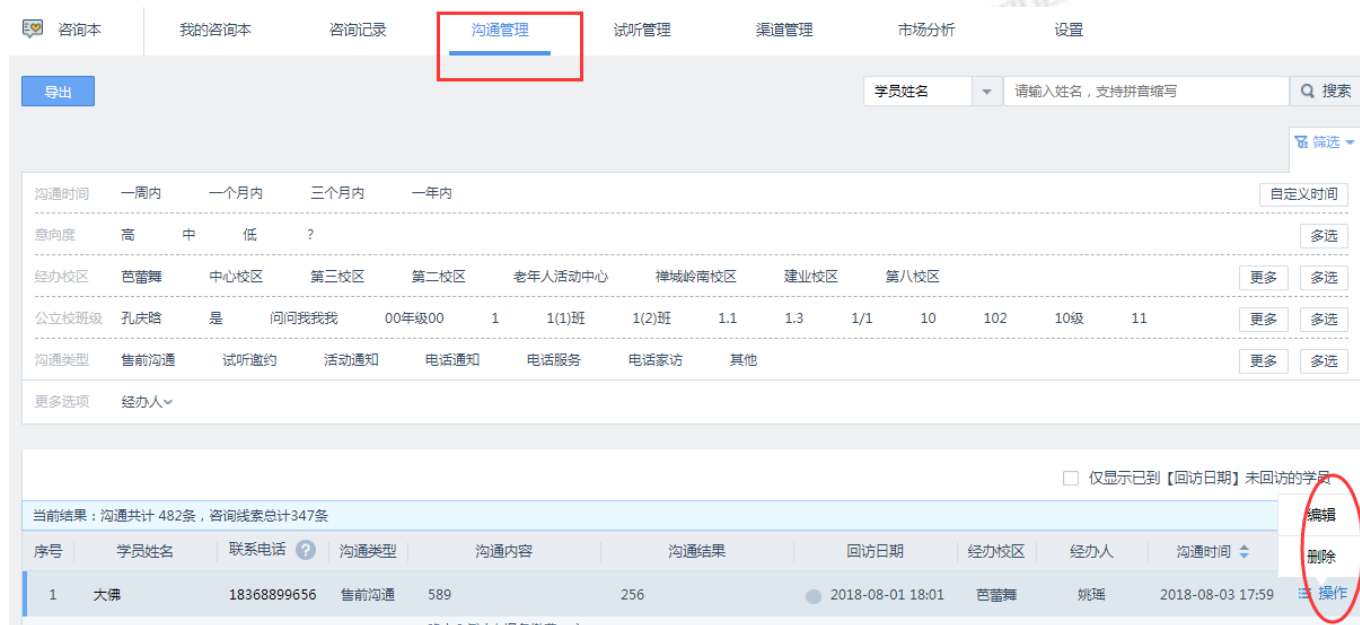 咨询本 我的咨询本 咨询记录 沟通管理 试听管理 渠道管理 市场分析 设置
导出 学员姓名 请输入姓名，支持拼音缩写 搜索
筛选
沟通时间 一周内 一个月内 三个月内 一年内 自定义时间
意向度 高 中 低 ? 多选
经办校区 芭蕾舞 中心校区 第三校区 第二校区 老年人活动中心 禅城岭南校区 建业校区 第八校区 更多 多选
公立校班级 孔庆晗 是 问问我我我 00年级00 1 1(1)班 1(2)班 1.1 1.3 1/1 10 102 10级 11 更多 多选
沟通类型 售前沟通 试听邀约 活动通知 电话通知 电话服务 电话家访 其他 更多 多选
更多选项 经办人
仅显示已到【回访日期】未回访的学员
当前结果：沟通共计 482条，咨询线索总计347条 编辑
序号 学员姓名 联系电话 ? 沟通类型 沟通内容 沟通结果 回访日期 经办校区 经办人 沟通时间 删除
1 大佛 18368899656 售前沟通 589 256 2018-08-01 18:01 芭蕾舞 姚瑶 2018-08-03 17:59 操作